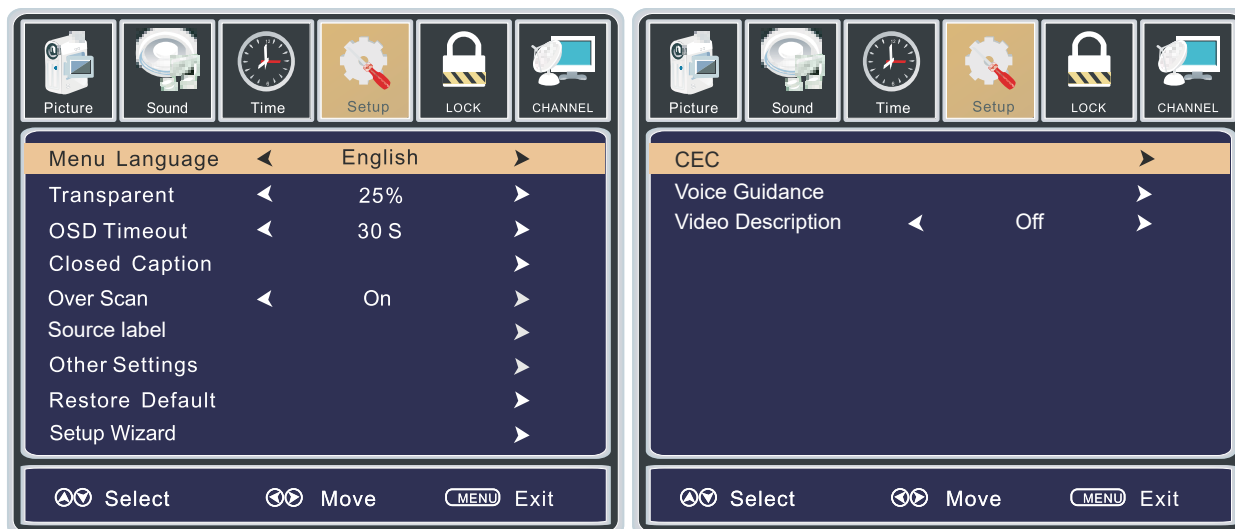 Picture Sound Time Setup LOCK CHANNEL
Menu Language English
Transparent 25%
OSD Timeout 30 S
Closed Caption
Over Scan On
Source label
Other Settings
Restore Default
Setup Wizard
Select Move MENU Exit
Picture Sound Time Setup LOCK CHANNEL
CEC
Voice Guidance
Video Description Off
Select Move MENU Exit